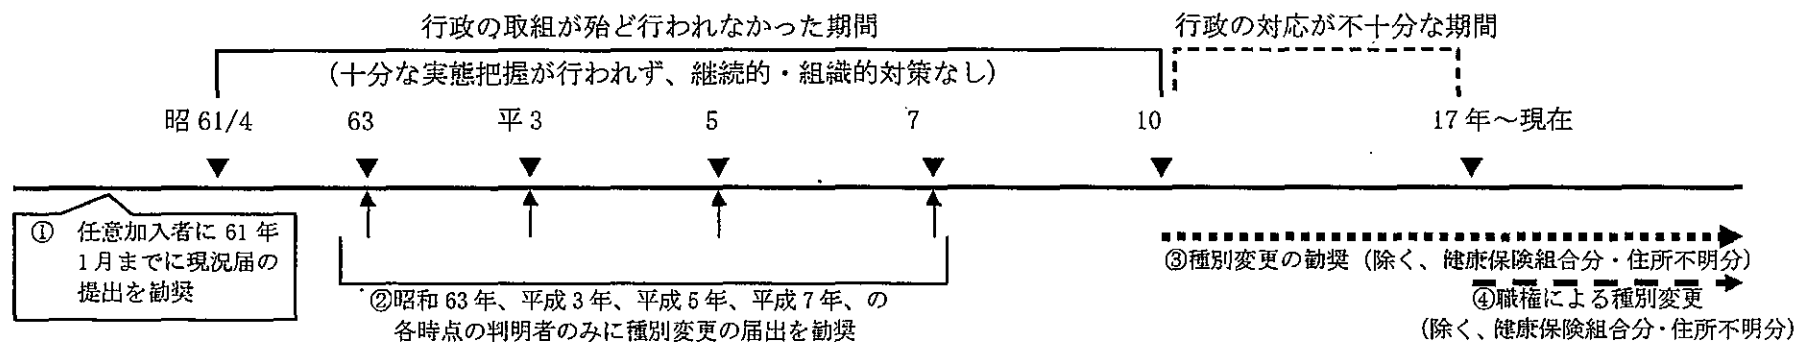 行政の取組が殆ど行われなかった期間
行政の対応が不十分な期間
(十分な実態把握が行われず、継続的・組織的対策なし)
昭 61/4 63 平 3 5 7 10 17 年～現在
① 任意加入者に 61 年
1 月までに現況届の
提出を勧奨
②昭和 63 年、平成 3 年、平成 5 年、平成 7 年、の
各時点の判明者のみに種別変更の届出を勧奨
③種別変更の勧奨(除く、健康保険組合分・住所不明分)
④職権による種別変更
(除く、健康保険組合分・住所不明分)